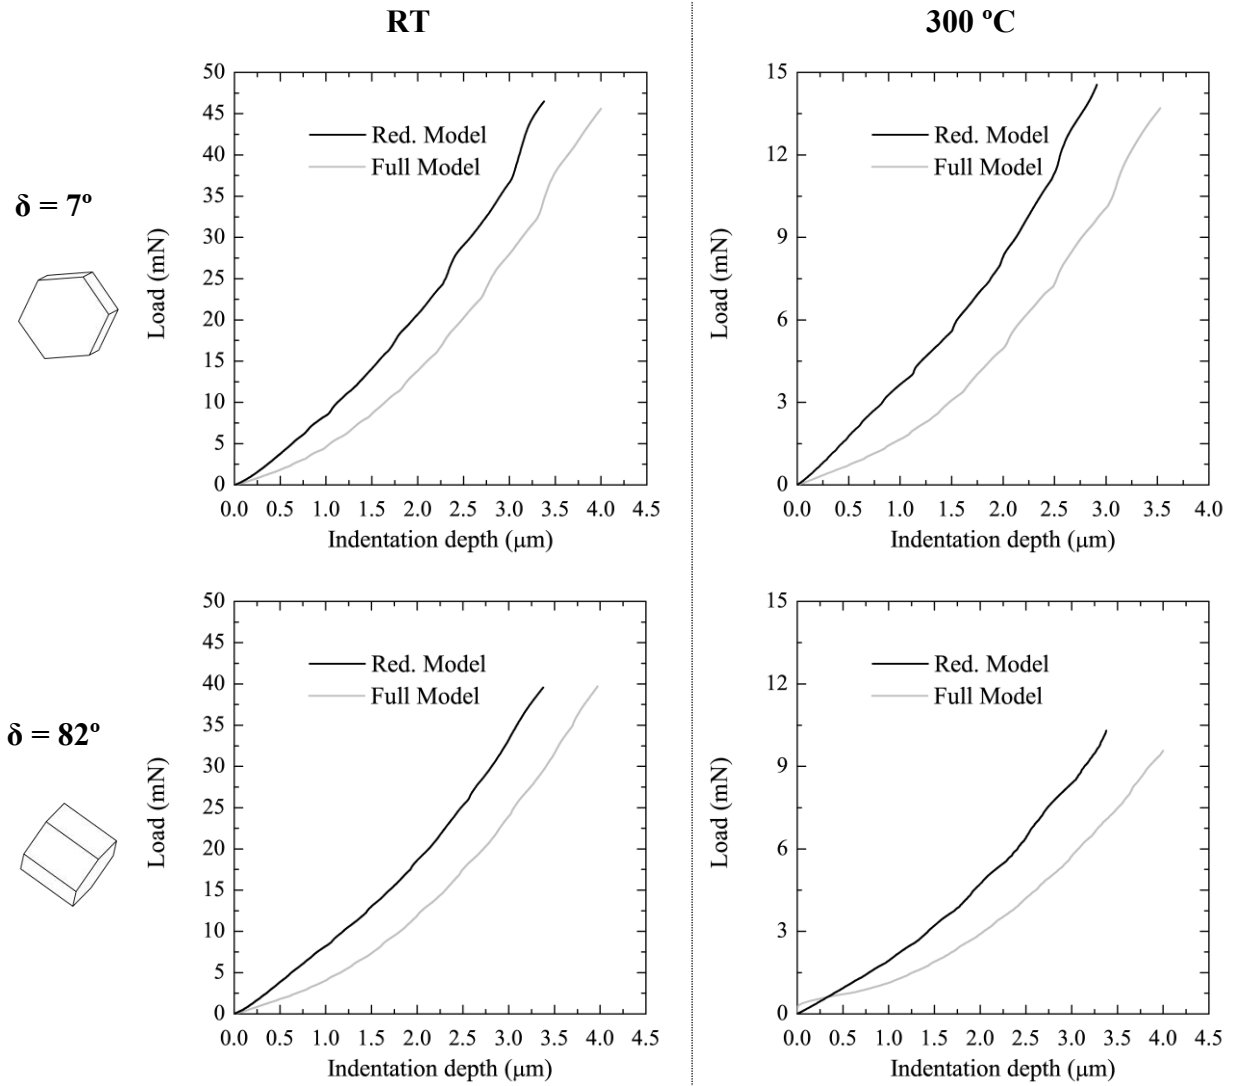 RT
300 ºC
δ = 7º
50
45
40
35
30
25
20
15
10
5
0
Load (mN)
Red. Model
Full Model
0.0 0.5 1.0 1.5 2.0 2.5 3.0 3.5 4.0 4.5
Indentation depth (μm)
15
12
9
6
3
0
Load (mN)
Red. Model
Full Model
0.0 0.5 1.0 1.5 2.0 2.5 3.0 3.5 4.0
Indentation depth (μm)
δ = 82º
50
45
40
35
30
25
20
15
10
5
0
Load (mN)
Red. Model
Full Model
0.0 0.5 1.0 1.5 2.0 2.5 3.0 3.5 4.0 4.5
Indentation depth (μm)
15
12
9
6
3
0
Load (mN)
Red. Model
Full Model
0.0 0.5 1.0 1.5 2.0 2.5 3.0 3.5 4.0 4.5
Indentation depth (μm)